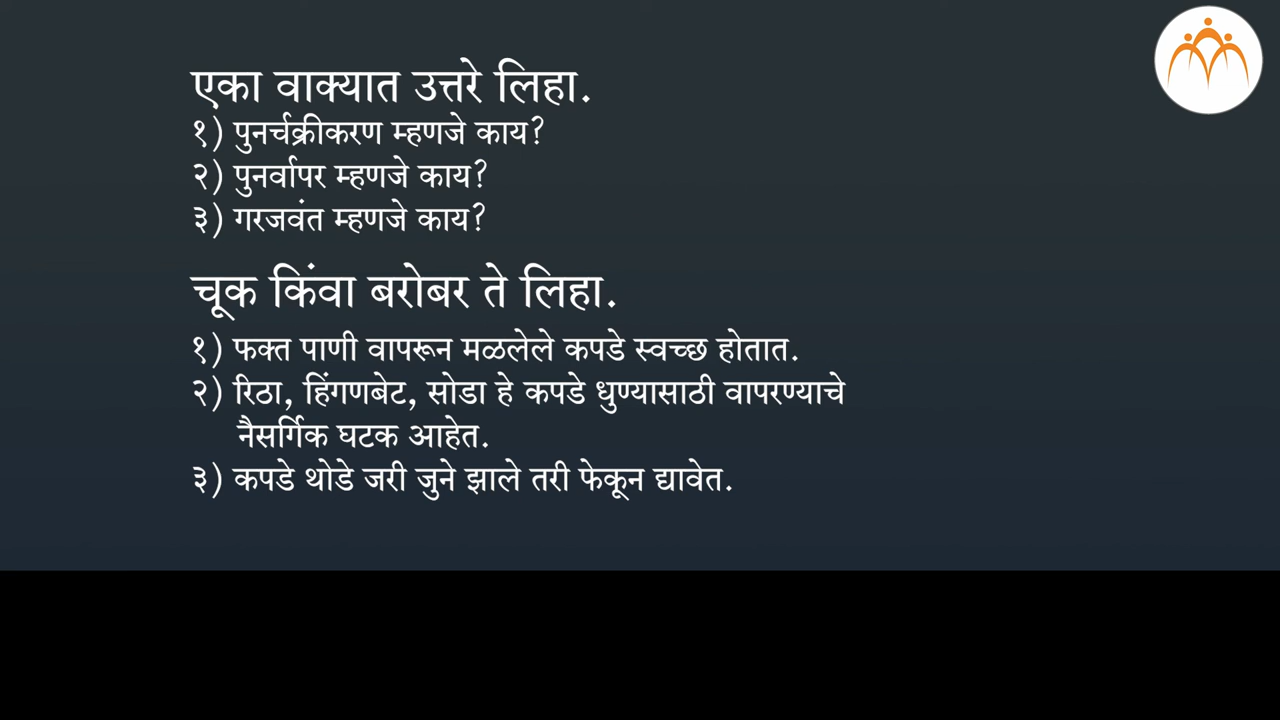 एका वाक्यात उत्तरे लिहा.
१) पुनर्चक्रीकरण म्हणजे काय?
२) पुनर्वापर म्हणजे काय?
३) गरजवंत म्हणजे काय?
चूक किंवा बरोबर ते लिहा.
१) फक्त पाणी वापरून मळलेले कपडे स्वच्छ होतात.
२) रिठा, हिंगणबेट, सोडा हे कपडे धुण्यासाठी वापरण्याचे
नैसर्गिक घटक आहेत.
३) कपडे थोडे जरी जुने झाले तरी फेकून द्यावेत.